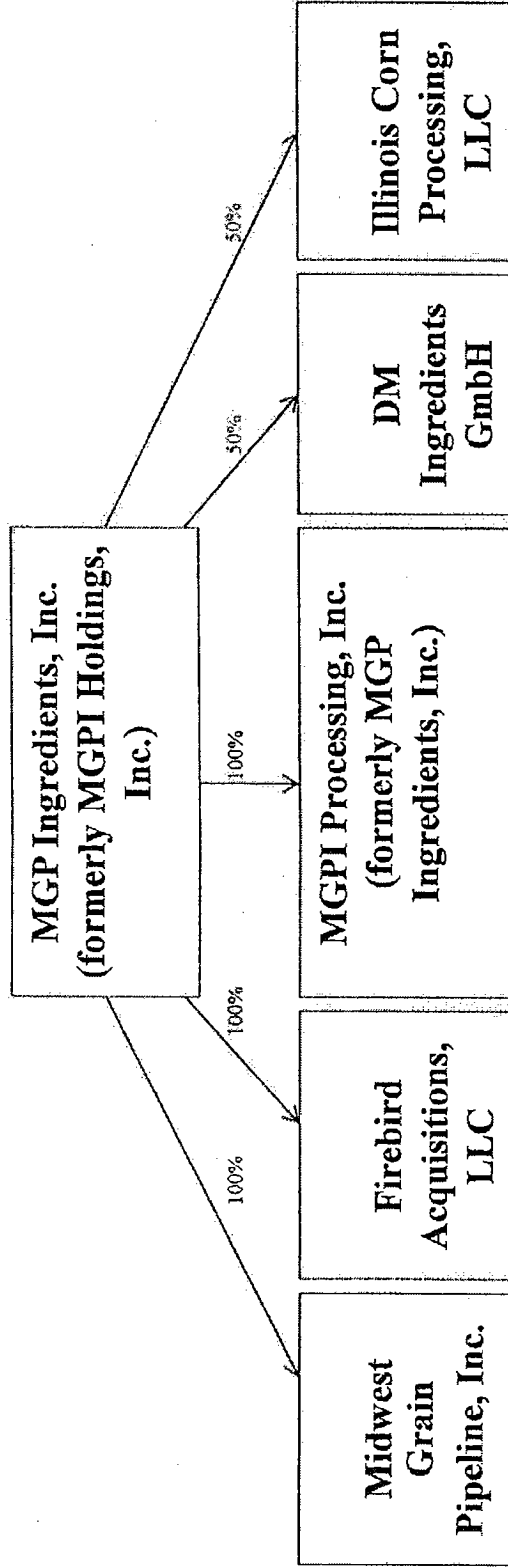 MGP Ingredients, Inc.
(formerly MGPI Holdings,
Inc.)
100%
100%
100%
50%
50%
Midwest
Grain
Pipeline, Inc.
Firebird
Acquisitions,
LLC
MGPI Processing, Inc.
(formerly MGP
Ingredients, Inc.)
DM
Ingredients
GmbH
Illinois Corn
Processing,
LLC